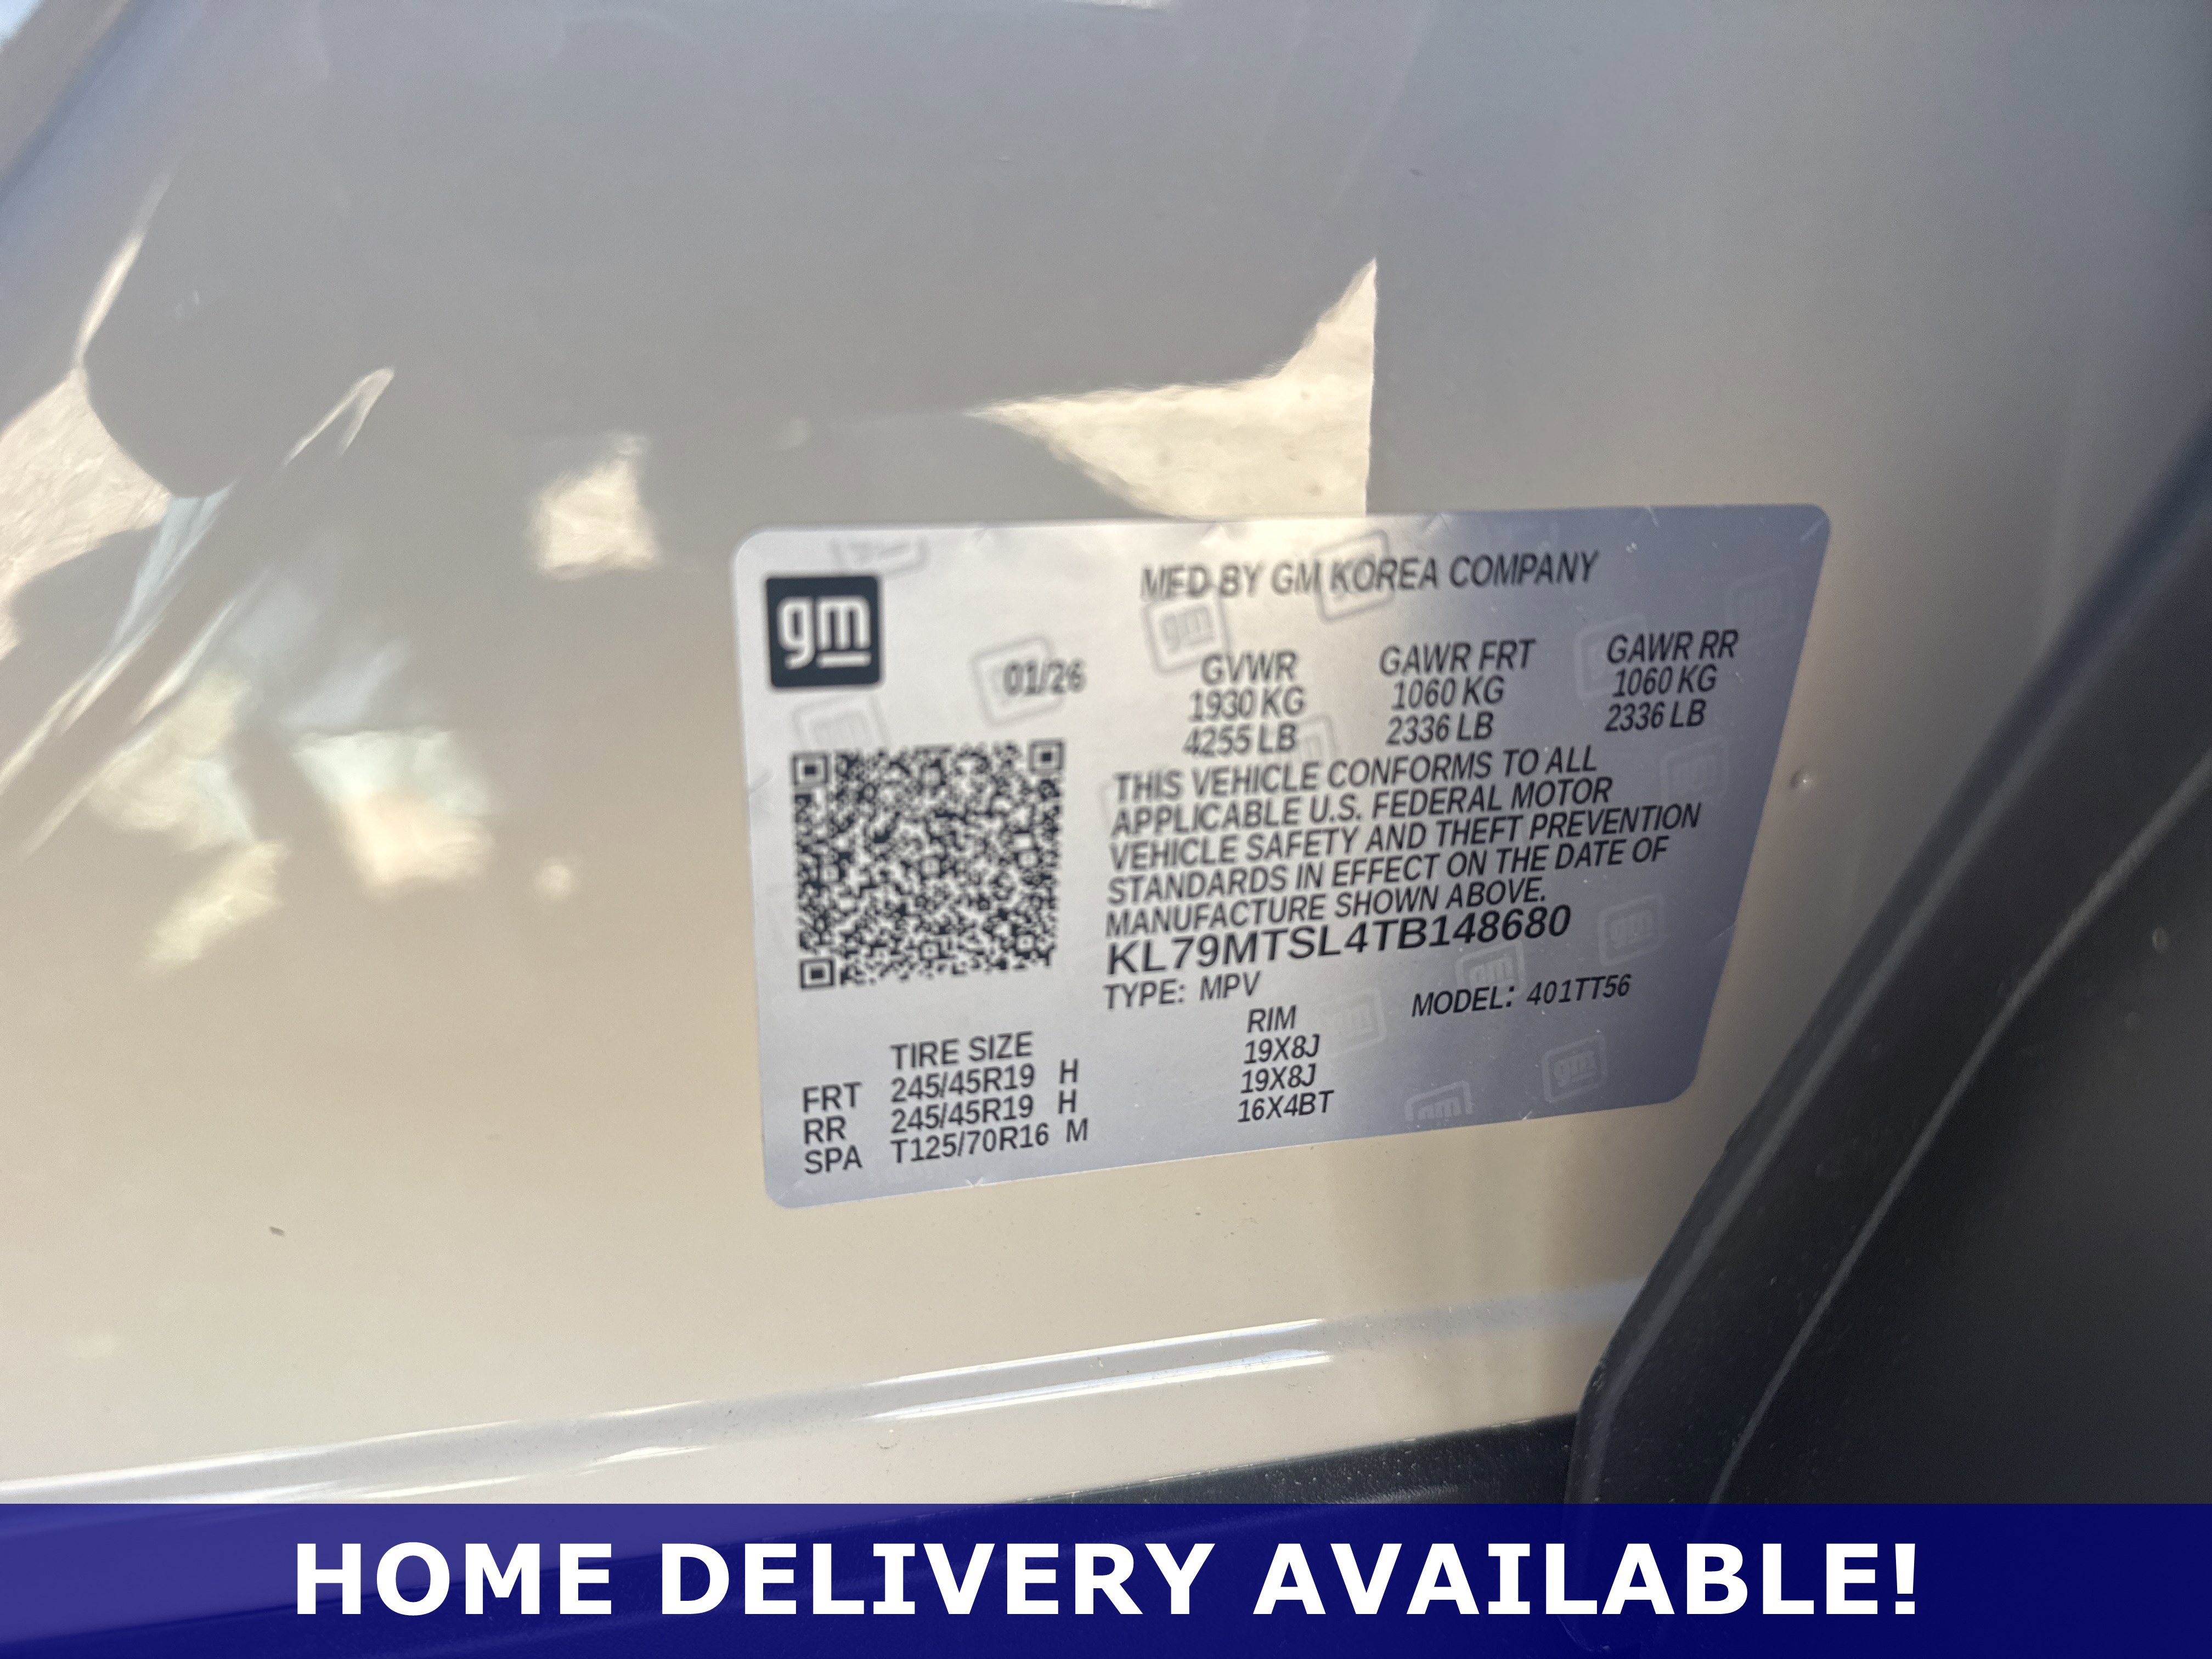 gm
MFD BY GM KOREA COMPANY
01/26
GVWR GAWR FRT GAWR RR
1930 KG 1060 KG 1060 KG
4255 LB 2336 LB 2336 LB
THIS VEHICLE CONFORMS TO ALL
APPLICABLE U.S. FEDERAL MOTOR
VEHICLE SAFETY AND THEFT PREVENTION
STANDARDS IN EFFECT ON THE DATE OF
MANUFACTURE SHOWN ABOVE.
KL79MTSL4TB148680
TYPE: MPV MODEL: 401TT56
TIRE SIZE RIM
FRT 245/45R19 H 19X8J
RR 245/45R19 H 19X8J
SPA T125/70R16 M 16X4BT
HOME DELIVERY AVAILABLE!